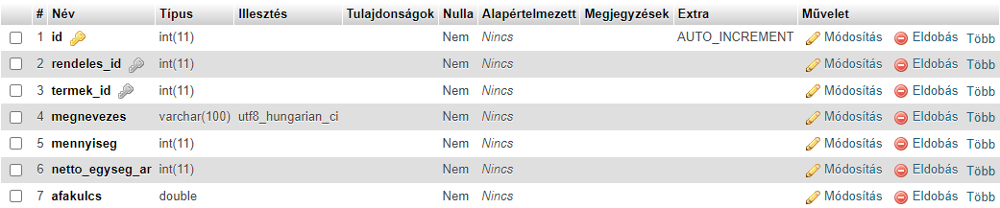 # Név Típus Illesztés Tulajdonságok Nulla Alapértelmezett Megjegyzések Extra Művelet
1 id int(11) Nem Nincs AUTO_INCREMENT Módosítás Eldobás Több
2 rendeles_id int(11) Nem Nincs Módosítás Eldobás Több
3 termek_id int(11) Nem Nincs Módosítás Eldobás Több
4 megnevezes varchar(100) utf8_hungarian_ci Nem Nincs Módosítás Eldobás Több
5 mennyiseg int(11) Nem Nincs Módosítás Eldobás Több
6 netto_egyseg_ar int(11) Nem Nincs Módosítás Eldobás Több
7 afakulcs double Nem Nincs Módosítás Eldobás Több